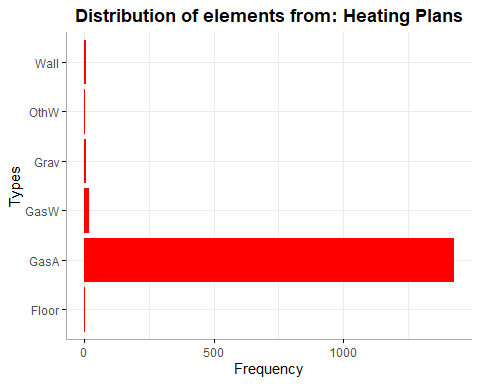 Distribution of elements from: Heating Plans
Types
Wall
OthW
Grav
GasW
GasA
Floor
0 500 1000
Frequency